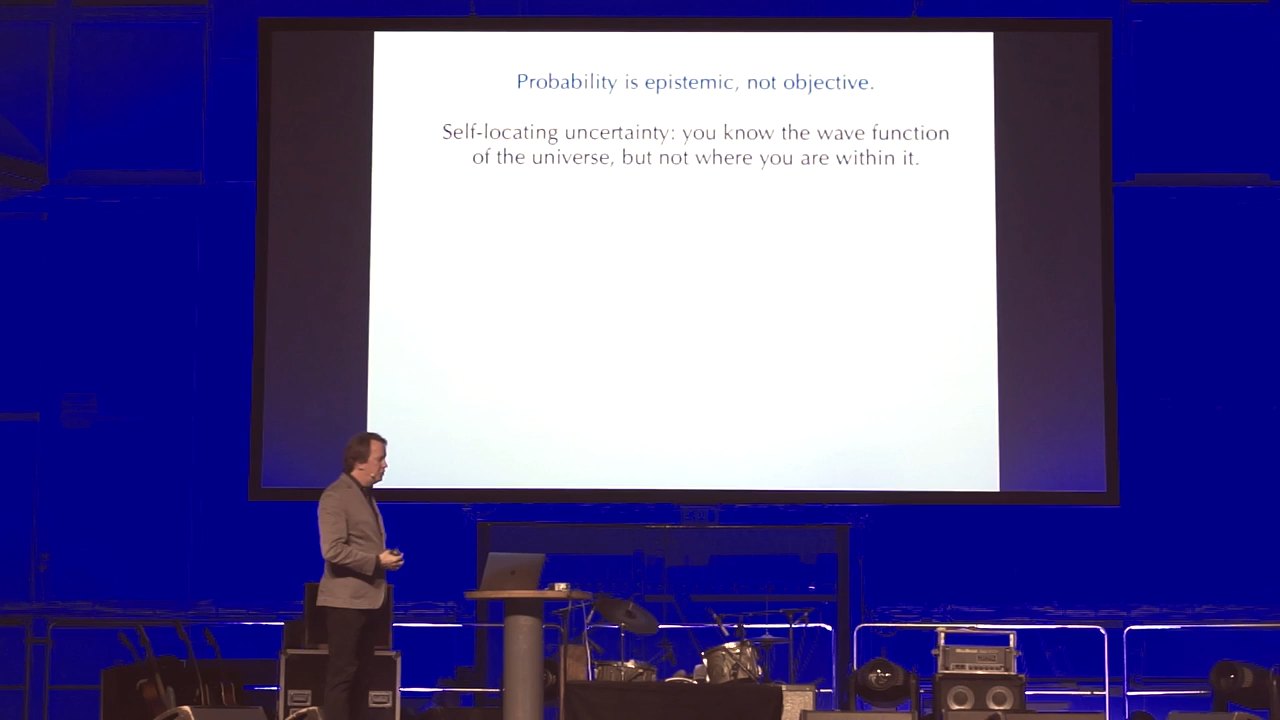 Probability is epistemic, not objective.
Self-locating uncertainty: you know the wave function
of the universe, but not where you are within it.